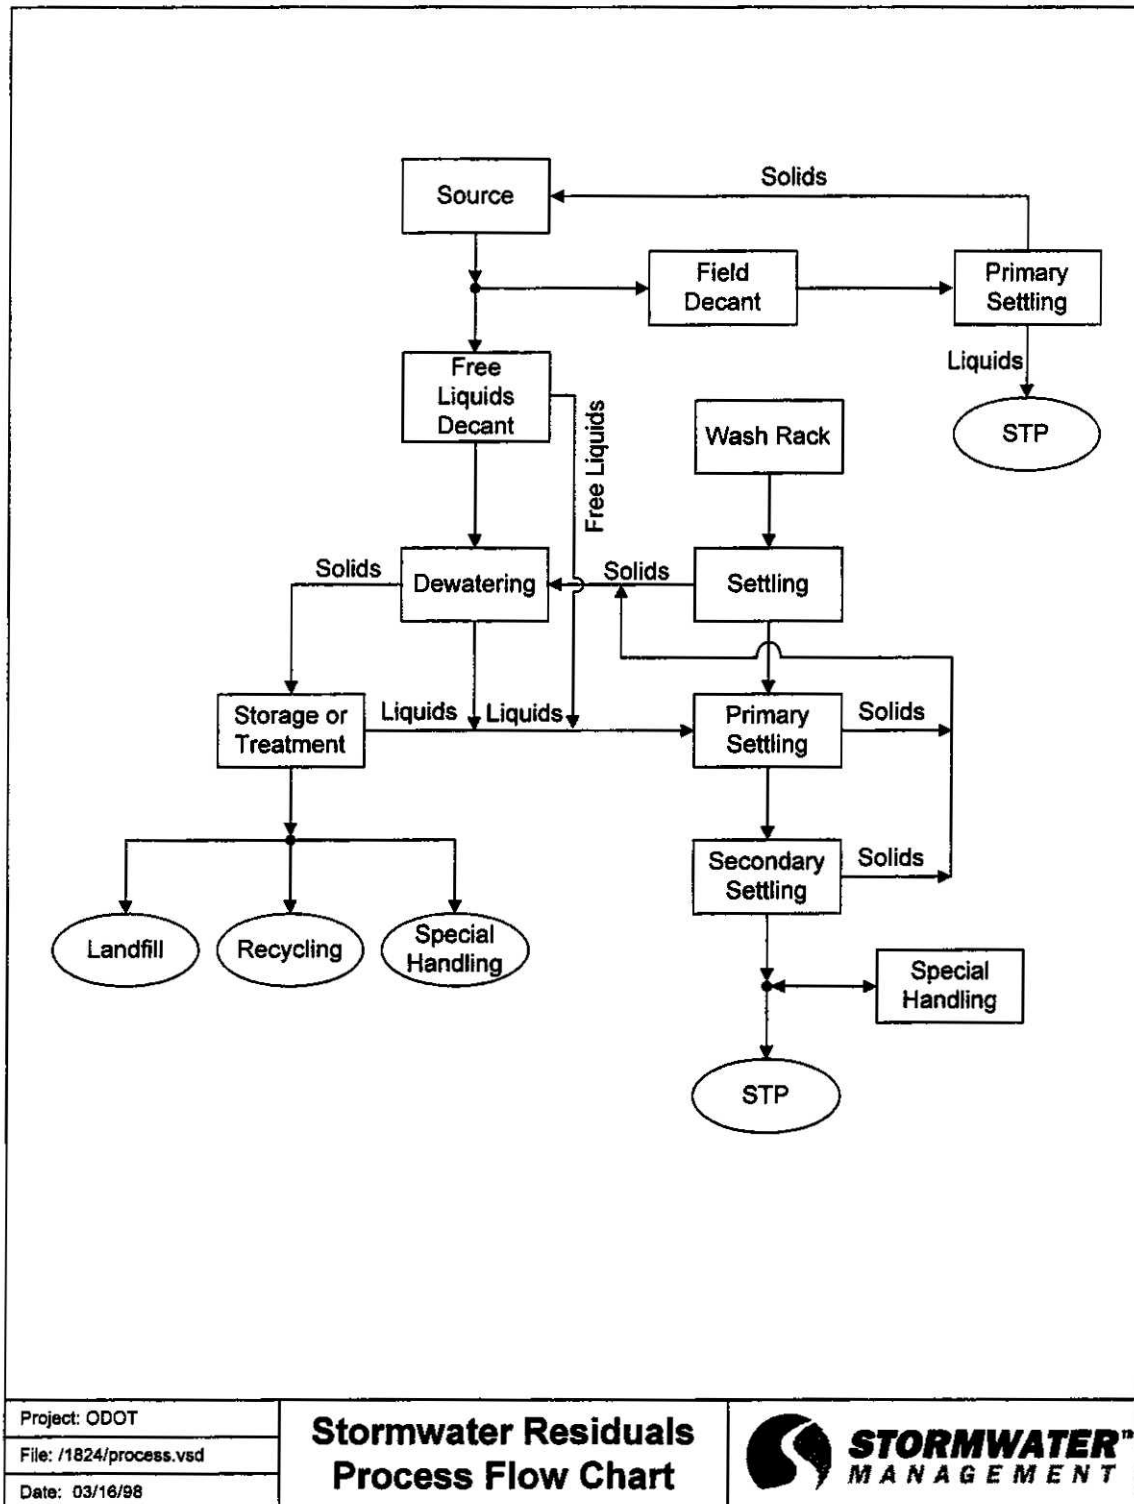 Solids
Source
Field
Decant
Primary
Settling
Liquids
STP
Free
Liquids
Decant
Free Liquids
Wash Rack
Solids
Dewatering
Solids
Settling
Storage or
Treatment
Liquids
Liquids
Primary
Settling
Solids
Secondary
Settling
Solids
Landfill
Recycling
Special
Handling
Special
Handling
STP
Project: ODOT
File: /1824/process.vsd
Date: 03/16/98
Stormwater Residuals
Process Flow Chart
STORMWATER™
MANAGEMENT